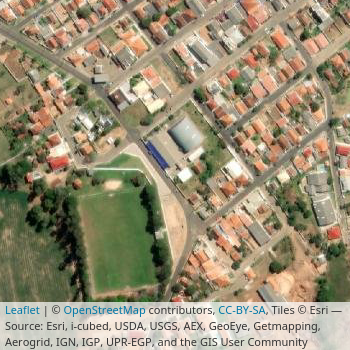 Leaflet | © OpenStreetMap contributors, CC-BY-SA, Tiles © Esri —
Source: Esri, i-cubed, USDA, USGS, AEX, GeoEye, Getmapping,
Aerogrid, IGN, IGP, UPR-EGP, and the GIS User Community